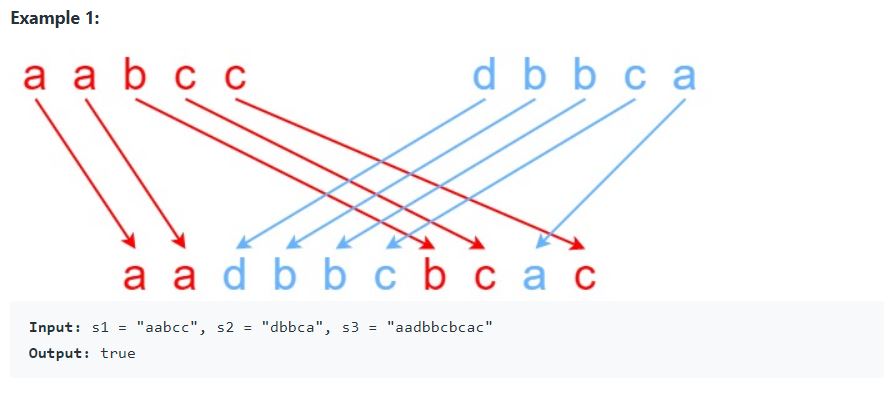 Example 1:
a a b c c d b b c a
a a d b b c b c a c
Input: s1 = "aabcc", s2 = "dbbca", s3 = "aadbbcbcac"
Output: true